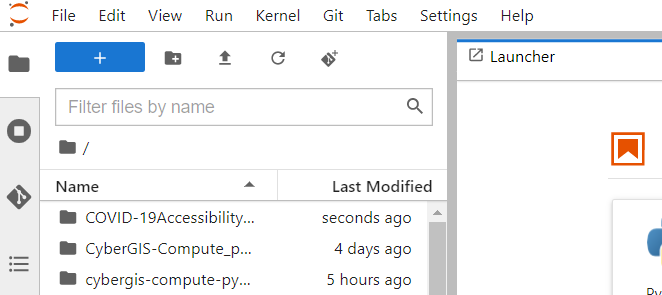 File Edit View Run Kernel Git Tabs Settings Help
Launcher
Filter files by name
/
Name Last Modified
COVID-19Accessibility... seconds ago
CyberGIS-Compute_p... 4 days ago
cybergis-compute-py... 5 hours ago